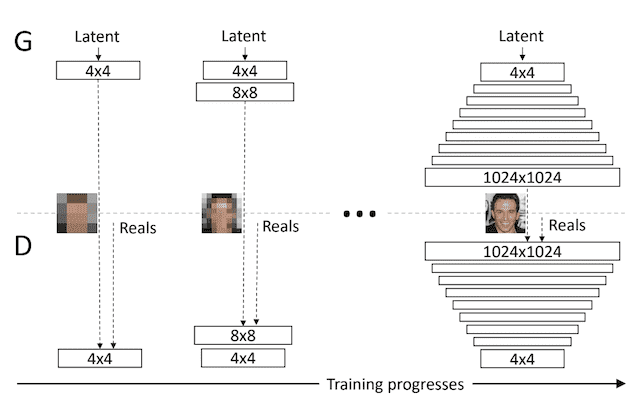 G
Latent
4x4
Latent
4x4
8x8
Latent
4x4
1024x1024
Reals
Reals
Reals
D
4x4
8x8
4x4
1024x1024
4x4
Training progresses